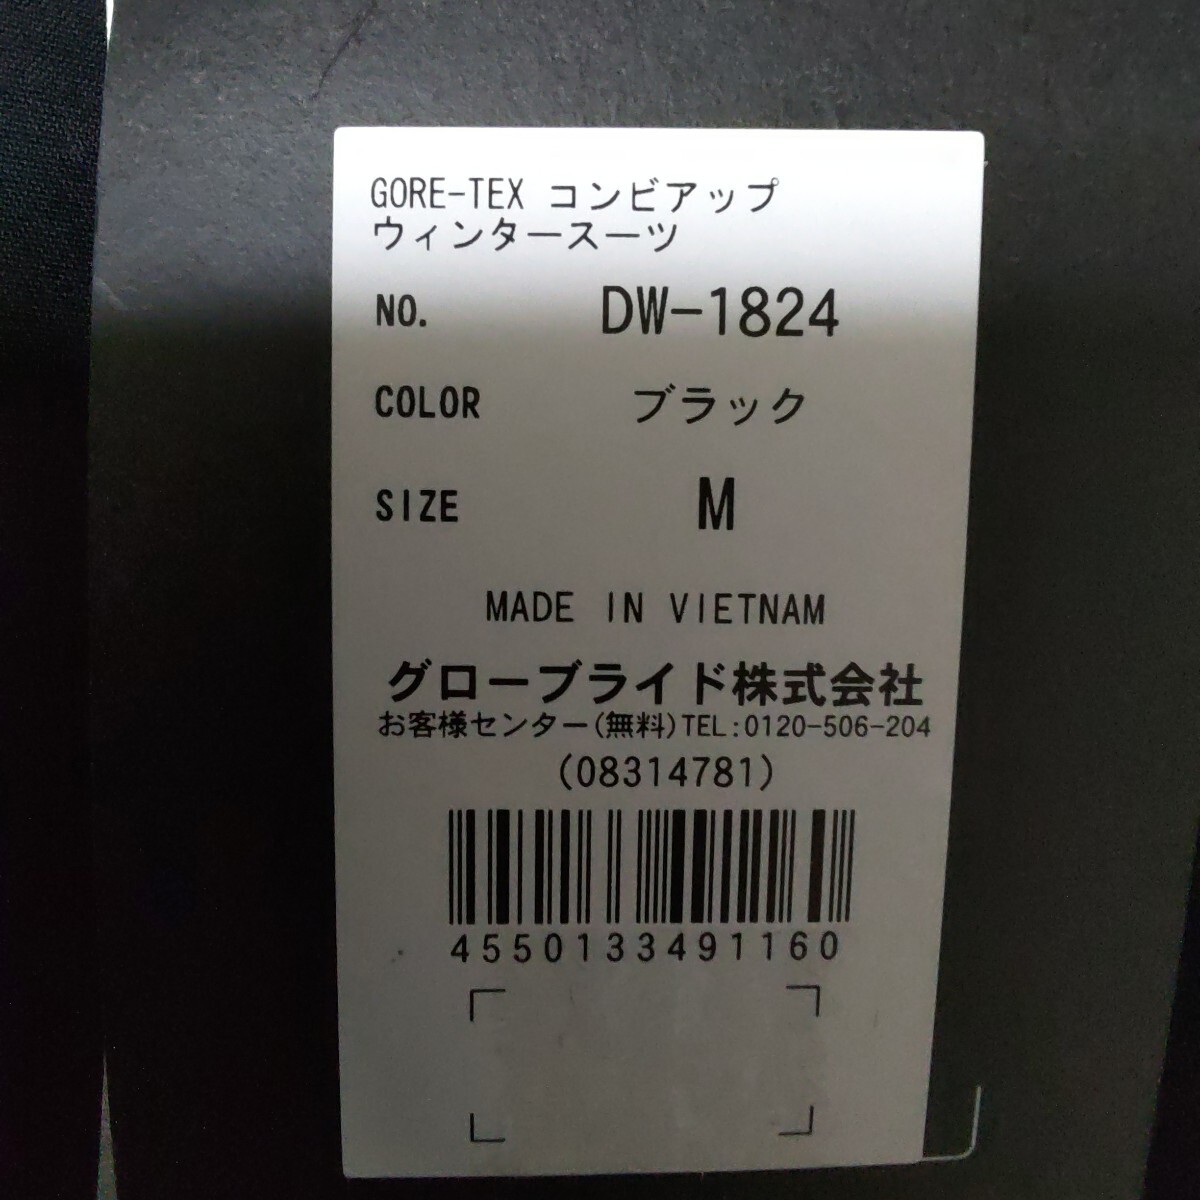 GORE-TEX コンビアップ
ウィンタースーツ
NO. DW-1824
COLOR ブラック
SIZE M
MADE IN VIETNAM
グローブライド株式会社
お客様センター(無料)TEL:0120-506-204
(08314781)
4550133491160